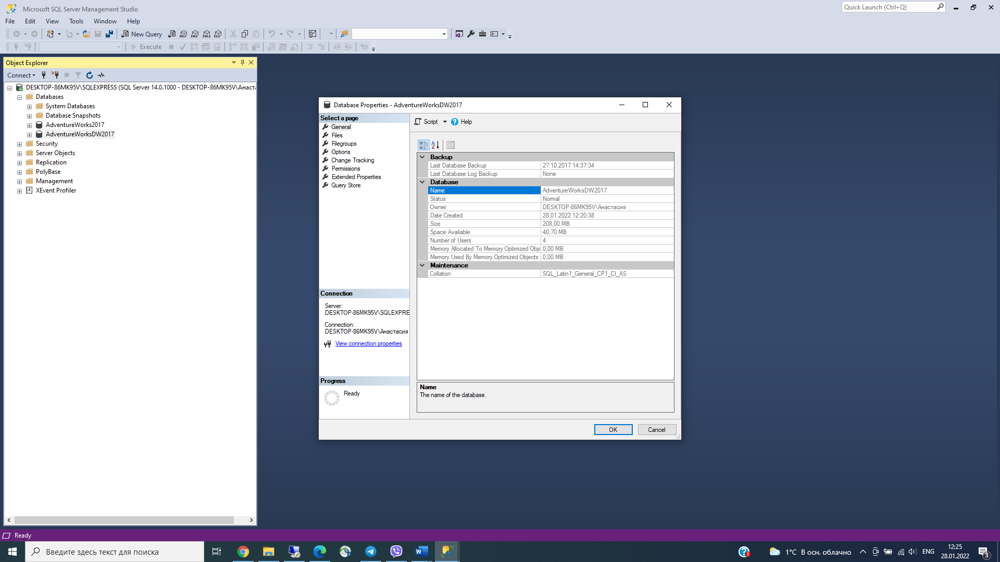 Microsoft SQL Server Management Studio
Quick Launch (Ctrl+Q)
File Edit View Tools Window Help
New Query
MDX DMX XMLA DAX
Execute
Object Explorer
Connect
DESKTOP-86MK95V\SQLEXPRESS (SQL Server 14.0.1000 - DESKTOP-86MK95V\Анаста
Databases
System Databases
Database Snapshots
AdventureWorks2017
AdventureWorksDW2017
Security
Server Objects
Replication
PolyBase
Management
XEvent Profiler
Database Properties - AdventureWorksDW2017
Select a page
General
Files
Filegroups
Options
Change Tracking
Permissions
Extended Properties
Query Store
Connection
Server:
DESKTOP-86MK95V\SQLEXPRE
Connection:
DESKTOP-86MK95V\Анастасия
View connection properties
Progress
Ready
Script Help
Backup
Last Database Backup 27.10.2017 14:37:34
Last Database Log Backup None
Database
Name AdventureWorksDW2017
Status Normal
Owner DESKTOP-86MK95V\Анастасия
Date Created 28.01.2022 12:20:38
Size 208,00 MB
Space Available 40,70 MB
Number of Users 4
Memory Allocated To Memory Optimized Obje 0,00 MB
Memory Used By Memory Optimized Objects 0,00 MB
Maintenance
Collation SQL_Latin1_General_CP1_CI_AS
Name
The name of the database.
OK Cancel
Ready
Введите здесь текст для поиска
1°C В осн. облачно
ENG
12:25
28.01.2022
3